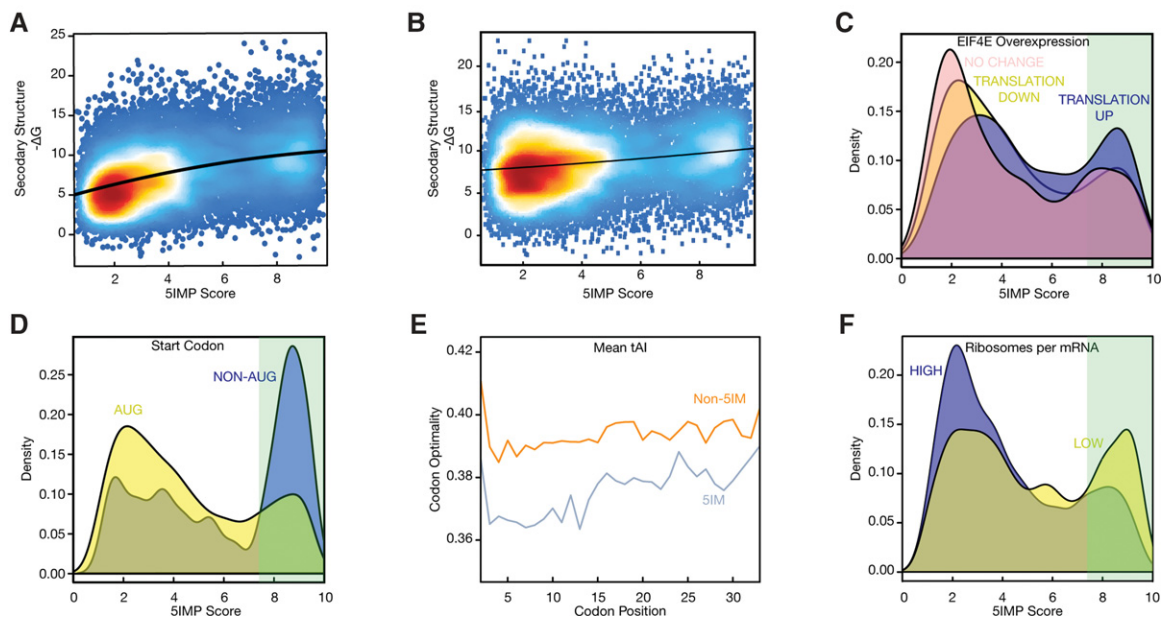 A
Secodary Structure
-ΔG
25
20
15
10
5
0
2
4
6
8
5IMP Score
B
Secodary Structure
-ΔG
20
15
10
5
0
2
4
6
8
5IMP Score
C
EIF4E Overexpression
NO CHANGE
TRANSLATION
DOWN
TRANSLATION
UP
Density
0.20
0.15
0.10
0.05
0.00
0
2
4
6
8
10
5IMP Score
D
Start Codon
NON-AUG
AUG
Density
0.25
0.20
0.15
0.10
0.05
0.00
0
2
4
6
8
10
5IMP Score
E
Mean tAI
Non-5IM
5IM
Codon Optimality
0.42
0.40
0.38
0.36
5
10
15
20
25
30
Codon Position
F
Ribosomes per mRNA
HIGH
LOW
Density
0.20
0.15
0.10
0.05
0.00
0
2
4
6
8
10
5IMP Score